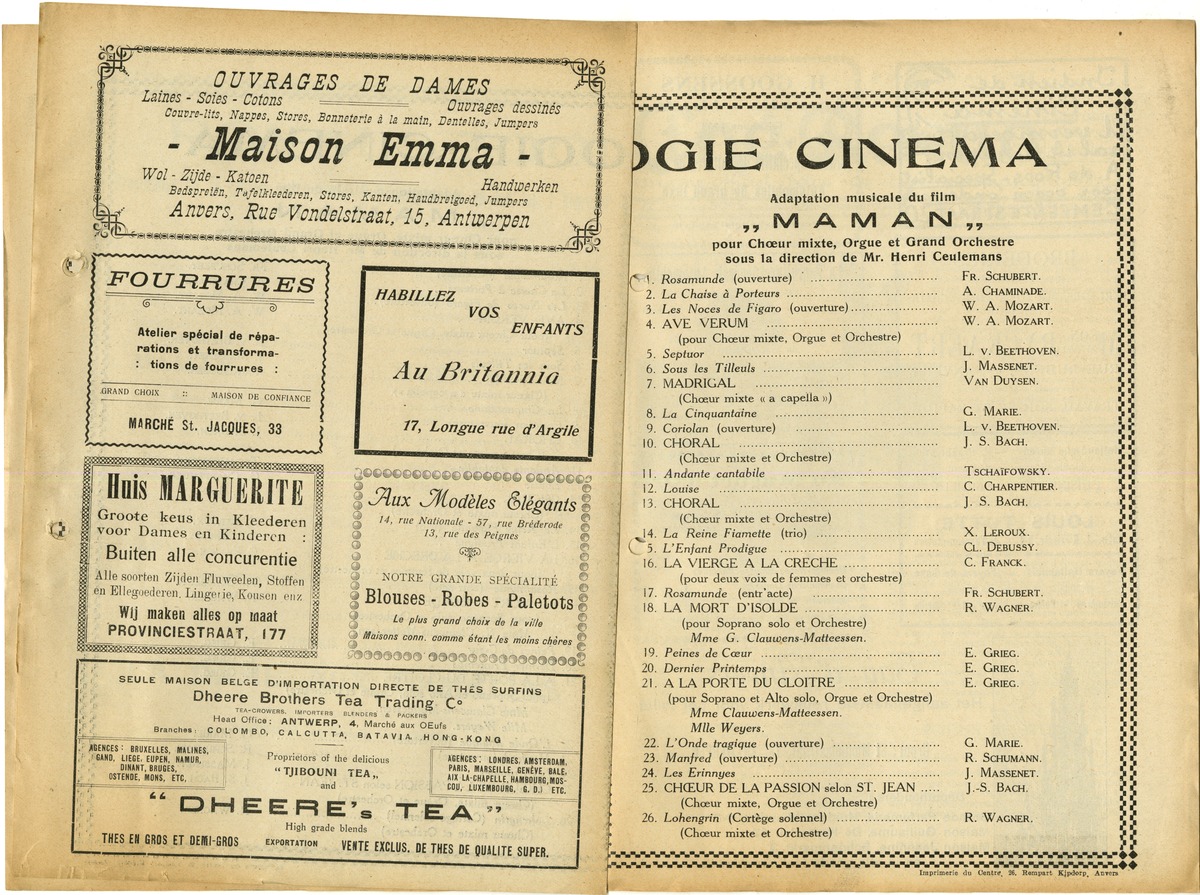 OUVRAGES DE DAMES
Laines - Soies - Cotons Ouvrages dessinés
Couvre-lits, Nappes, Stores, Bonneterie à la main, Dentelles, Jumpers
- Maison Emma -
Wol - Zijde - Katoen Handwerken
Bedspreiën, Tafelkleederen, Stores, Kanten, Handbreigoed, Jumpers
Anvers, Rue Vondelstraat, 15, Antwerpen
FOURRURES
Atelier spécial de répa-
rations et transforma-
: tions de fourrures :
GRAND CHOIX :: MAISON DE CONFIANCE
MARCHÉ St. JACQUES, 33
HABILLEZ
VOS
ENFANTS
Au Britannia
17, Longue rue d'Argile
Huis MARGUERITE
Groote keus in Kleederen
voor Dames en Kinderen :
Buiten alle concurentie
Alle soorten Zijden Fluweelen, Stoffen
en Ellegoederen, Lingerie, Kousen enz
Wij maken alles op maat
PROVINCIESTRAAT, 177
Aux Modèles Elégants
14, rue Nationale - 57, rue Bréderode
13, rue des Peignes
NOTRE GRANDE SPÉCIALITÉ
Blouses - Robes - Paletots
Le plus grand choix de la ville
Maisons conn. comme étant les moins chères
SEULE MAISON BELGE D'IMPORTATION DIRECTE DE THES SURFINS
Dheere Brothers Tea Trading Co
TEA-GROWERS, IMPORTERS BLENDERS & PACKERS
Head Office: ANTWERP, 4, Marché aux OEufs
Branches: COLOMBO, CALCUTTA, BATAVIA, HONG-KONG
AGENCES: BRUXELLES, MALINES,
GAND, LIEGE, EUPEN, NAMUR,
DINANT, BRUGES,
OSTENDE, MONS, ETC,
Proprietors of the delicious
"TJIBOUNI TEA„
and
AGENCES: LONDRES, AMSTERDAM,
PARIS, MARSEILLE, GENÈVE, BALE,
AIX LA-CHAPELLE, HAMBOURG, MOS-
COU, LUXEMBOURG, G. D.) ETC.
“ DHEERE's TEA ”
High grade blends
THES EN GROS ET DEMI-GROS EXPORTATION VENTE EXCLUS. DE THES DE QUALITE SUPER.
OGIE CINEMA
Adaptation musicale du film
„ MAMAN „
pour Chœur mixte, Orgue et Grand Orchestre
sous la direction de Mr. Henri Ceulemans
1. Rosamunde (ouverture) FR. SCHUBERT.
2. La Chaise à Porteurs A. CHAMINADE.
3. Les Noces de Figaro (ouverture) W. A. MOZART.
4. AVE VERUM W. A. MOZART.
(pour Chœur mixte, Orgue et Orchestre)
5. Septuor L. v. BEETHOVEN.
6. Sous les Tilleuls J. MASSENET.
7. MADRIGAL VAN DUYSEN.
(Chœur mixte « a capella »)
8. La Cinquantaine G. MARIE.
9. Coriolan (ouverture) L. v. BEETHOVEN.
10. CHORAL J. S. BACH.
(Chœur mixte et Orchestre)
11. Andante cantabile TSCHAÏFOWSKY.
12. Louise C. CHARPENTIER.
13. CHORAL J. S. BACH.
(Chœur mixte et Orchestre)
14. La Reine Fiamette (trio) X. LEROUX.
5. L'Enfant Prodigue CL. DEBUSSY.
16. LA VIERGE A LA CRECHE C. FRANCK.
(pour deux voix de femmes et orchestre)
17. Rosamunde (entr'acte) FR. SCHUBERT.
18. LA MORT D'ISOLDE R. WAGNER.
(pour Soprano solo et Orchestre)
Mme G. Clauwens-Matteessen.
19. Peines de Cœur E. GRIEG.
20. Dernier Printemps E. GRIEG.
21. A LA PORTE DU CLOITRE E. GRIEG.
(pour Soprano et Alto solo, Orgue et Orchestre)
Mme Clauwens-Matteessen.
Mlle Weyers.
22. L'Onde tragique (ouverture) G. MARIE.
23. Manfred (ouverture) R. SCHUMANN.
24. Les Erinnyes J. MASSENET.
25. CHŒUR DE LA PASSION selon ST. JEAN J.-S. BACH.
(Chœur mixte, Orgue et Orchestre)
26. Lohengrin (Cortège solennel) R. WAGNER.
(Chœur mixte et Orchestre)
Imprimerie du Centre, 26, Rempart Kipdorp, Anvers